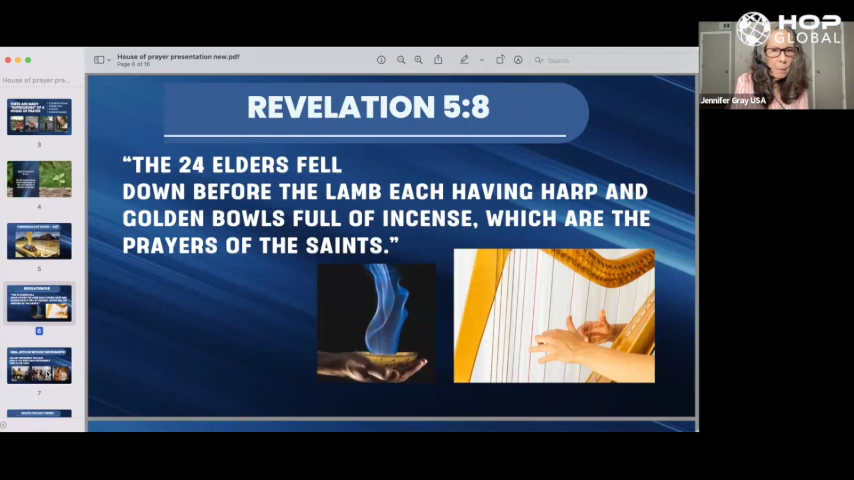 HOP
GLOBAL
House of prayer presentation new.pdf
Page 6 of 18
Search
House of prayer pre...
Jennifer Gray USA
3
4
5
6
7
REVELATION 5:8
“THE 24 ELDERS FELL
DOWN BEFORE THE LAMB EACH HAVING HARP AND
GOLDEN BOWLS FULL OF INCENSE, WHICH ARE THE
PRAYERS OF THE SAINTS.”